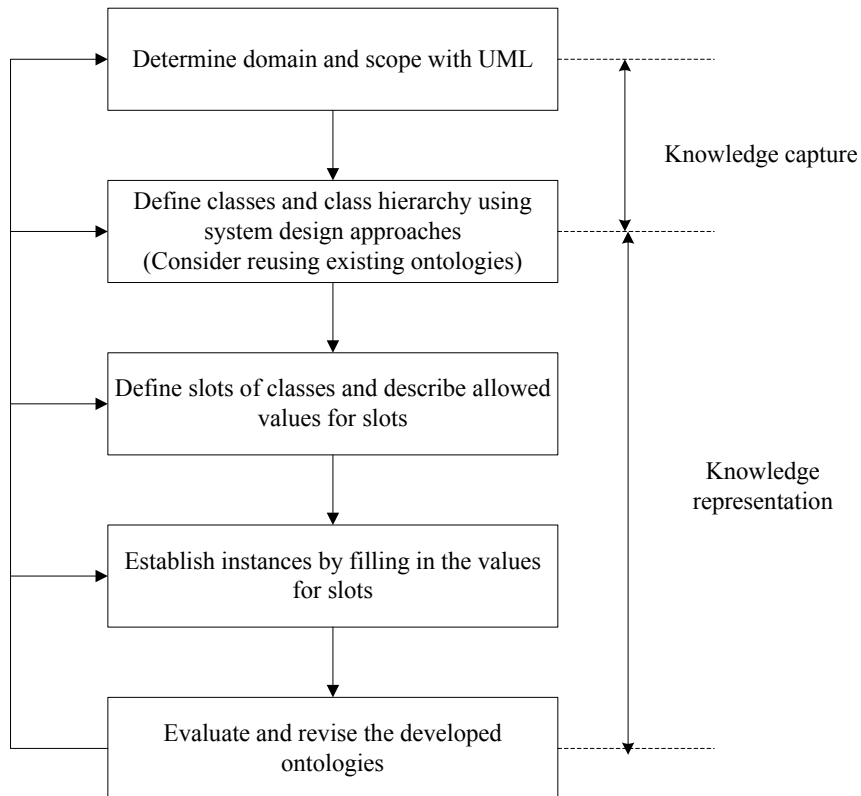 Determine domain and scope with UML
Knowledge capture
Define classes and class hierarchy using
system design approaches
(Consider reusing existing ontologies)
Define slots of classes and describe allowed
values for slots
Knowledge
representation
Establish instances by filling in the values
for slots
Evaluate and revise the developed
ontologies